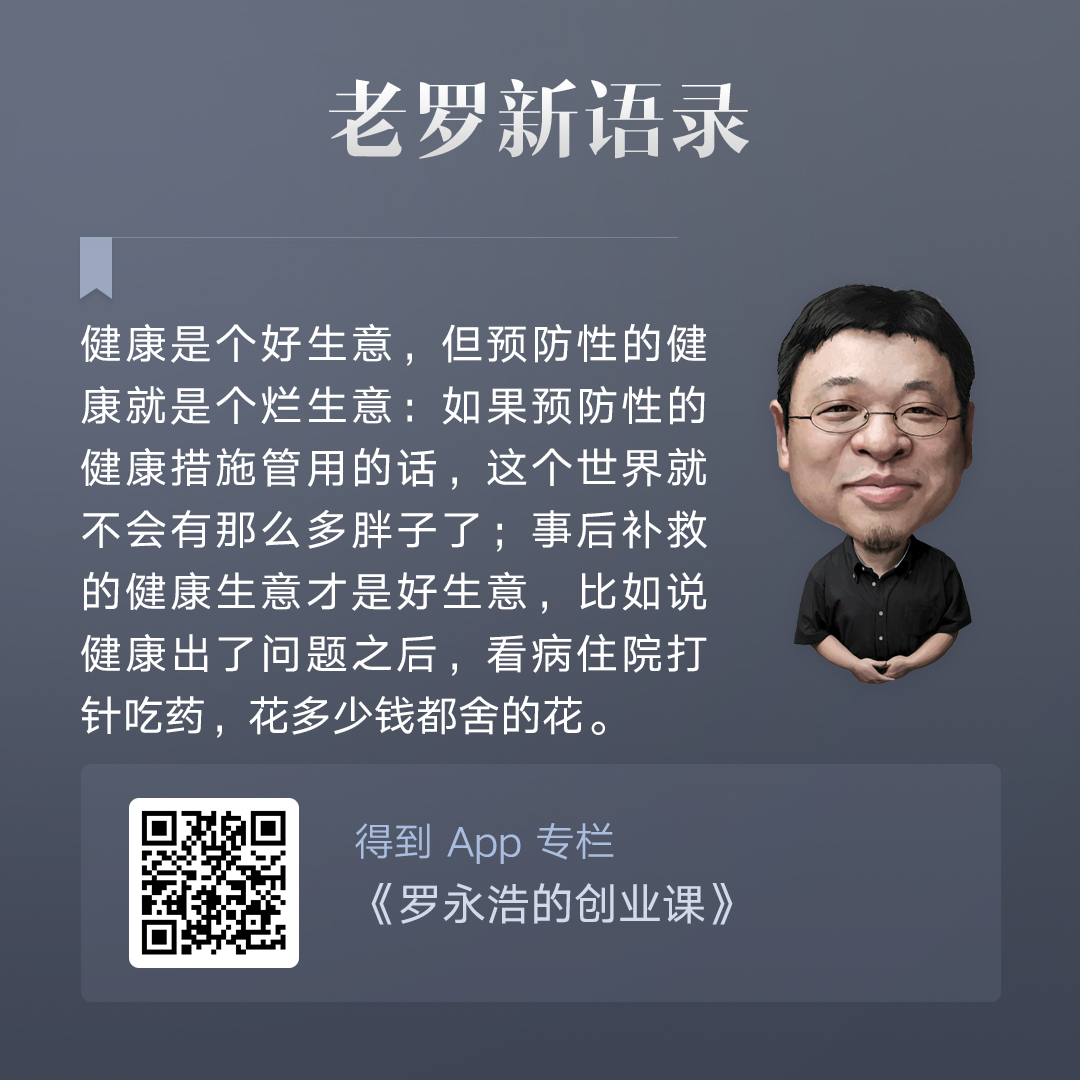 老罗新语录
健康是个好生意，但预防性的健
康就是个烂生意：如果预防性的
健康措施管用的话，这个世界就
不会有那么多胖子了；事后补救
的健康生意才是好生意，比如说
健康出了问题之后，看病住院打
针吃药，花多少钱都舍的花。
得到 App 专栏
《罗永浩的创业课》